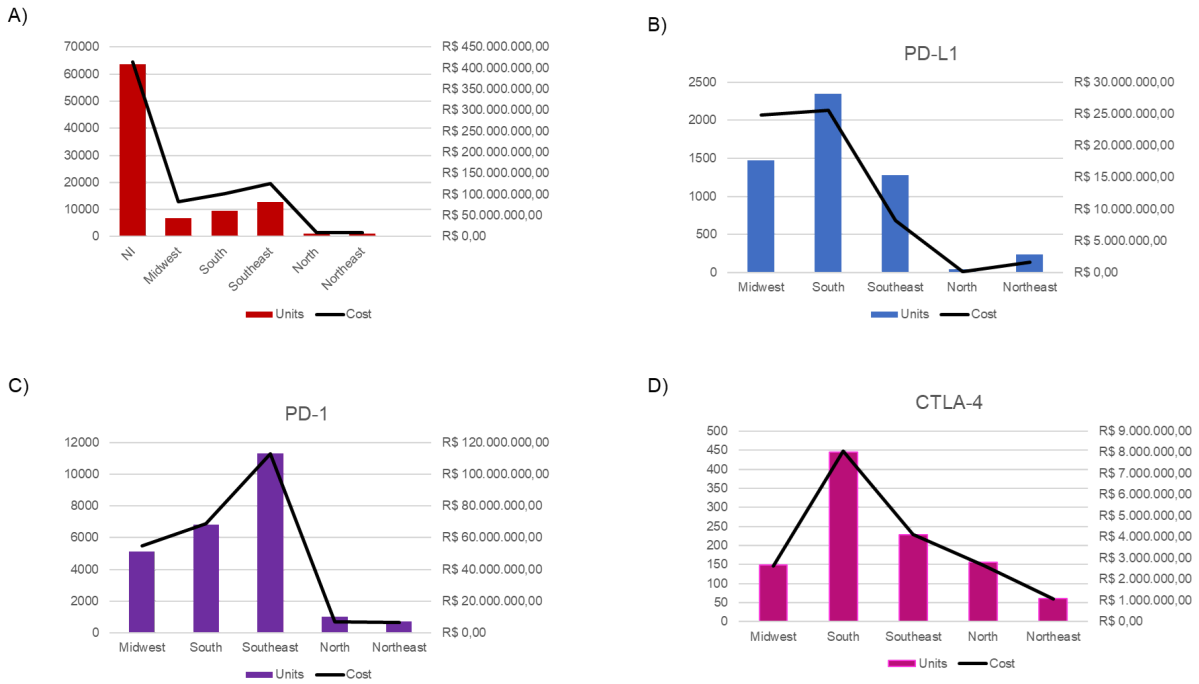 A)
70000
60000
50000
40000
30000
20000
10000
0
R$ 450.000.000,00
R$ 400.000.000,00
R$ 350.000.000,00
R$ 300.000.000,00
R$ 250.000.000,00
R$ 200.000.000,00
R$ 150.000.000,00
R$ 100.000.000,00
R$ 50.000.000,00
R$ 0,00
NI
Midwest
South
Southeast
North
Northeast
Units Cost
B)
PD-L1
2500
2000
1500
1000
500
0
R$ 30.000.000,00
R$ 25.000.000,00
R$ 20.000.000,00
R$ 15.000.000,00
R$ 10.000.000,00
R$ 5.000.000,00
R$ 0,00
Midwest South Southeast North Northeast
Units Cost
C)
PD-1
12000
10000
8000
6000
4000
2000
0
R$ 120.000.000,00
R$ 100.000.000,00
R$ 80.000.000,00
R$ 60.000.000,00
R$ 40.000.000,00
R$ 20.000.000,00
R$ 0,00
Midwest South Southeast North Northeast
Units Cost
D)
CTLA-4
500
450
400
350
300
250
200
150
100
50
0
R$ 9.000.000,00
R$ 8.000.000,00
R$ 7.000.000,00
R$ 6.000.000,00
R$ 5.000.000,00
R$ 4.000.000,00
R$ 3.000.000,00
R$ 2.000.000,00
R$ 1.000.000,00
R$ 0,00
Midwest South Southeast North Northeast
Units Cost